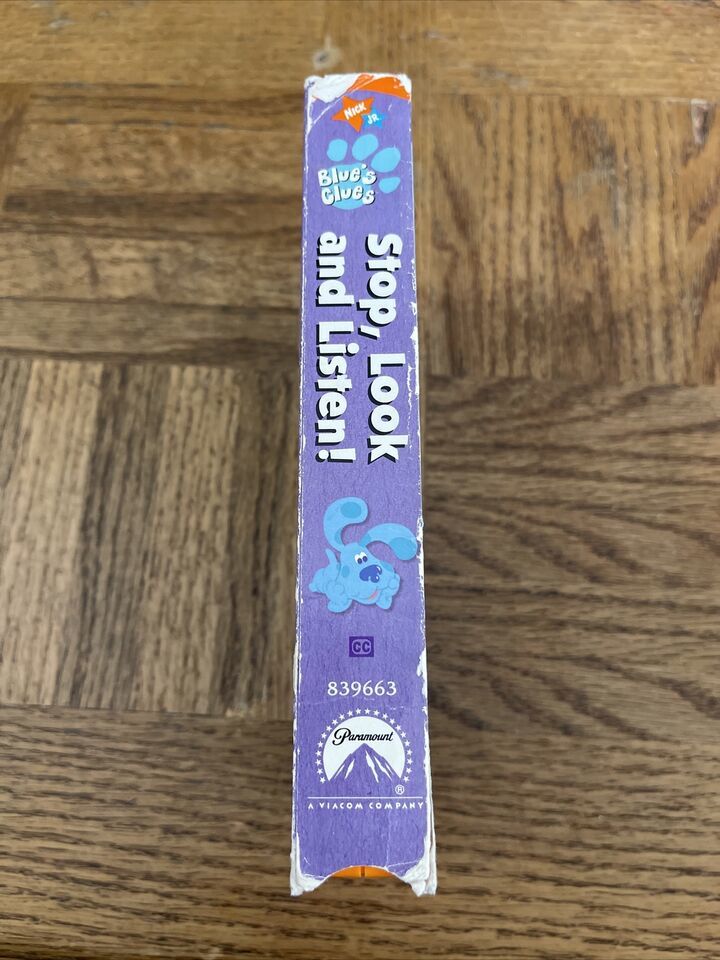 NICK
JR.
Blue's
Clues
Stop, Look
and Listen!
CC
839663
Paramount
®
A VIACOM COMPANY